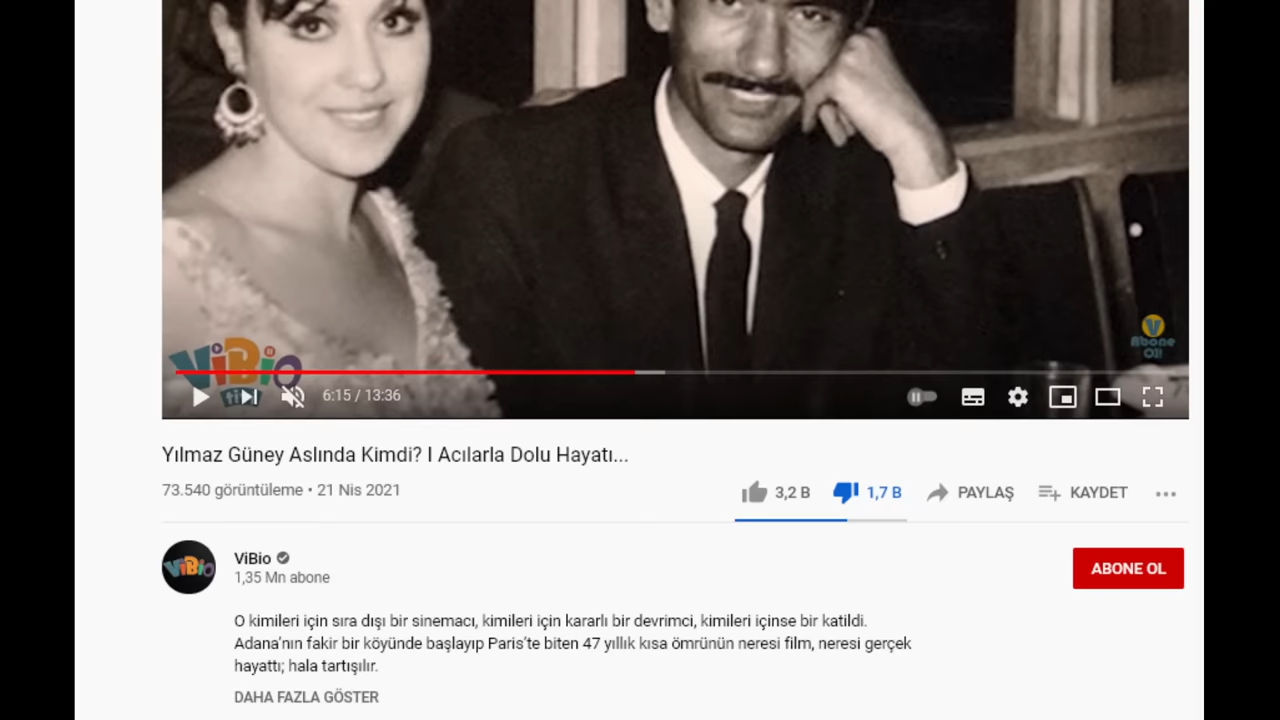 ViBio
Abone
Ol!
6:15 / 13:36
Yılmaz Güney Aslında Kimdi? I Acılarla Dolu Hayatı...
73.540 görüntüleme • 21 Nis 2021
3,2 B 1,7 B PAYLAŞ KAYDET
ViBio
ViBio
1,35 Mn abone
ABONE OL
O kimileri için sıra dışı bir sinemacı, kimileri için kararlı bir devrimci, kimileri içinse bir katildi.
Adana'nın fakir bir köyünde başlayıp Paris'te biten 47 yıllık kısa ömrünün neresi film, neresi gerçek
hayattı; hala tartışılır.
DAHA FAZLA GÖSTER